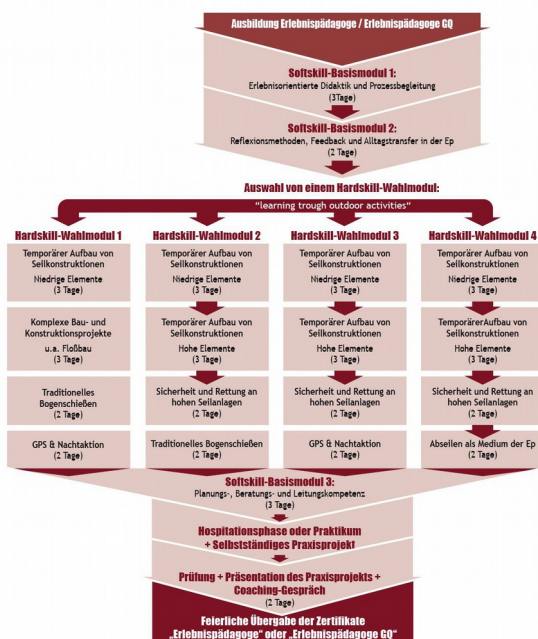 Ausbildung Erlebnispädagoge / Erlebnispädagoge GQ
Softskill-Basismodul 1:
Erlebnisorientierte Didaktik und Prozessbegleitung
(3Tage)
Softskill-Basismodul 2:
Reflexionsmethoden, Feedback und Alltagstransfer in der Ep
(2 Tage)
Auswahl von einem Hardskill-Wahlmodul:
"learning trough outdoor activities"
Hardskill-Wahlmodul 1
Temporärer Aufbau von
Seilkonstruktionen
Niedrige Elemente
(3 Tage)
Komplexe Bau- und
Konstruktionsprojekte
u.a. Floßbau
(3 Tage)
Traditionelles
Bogenschießen
(2 Tage)
GPS & Nachtaktion
(2 Tage)
Hardskill-Wahlmodul 2
Temporärer Aufbau von
Seilkonstruktionen
Niedrige Elemente
(3 Tage)
Temporärer Aufbau von
Seilkonstruktionen
Hohe Elemente
(3 Tage)
Sicherheit und Rettung an
hohen Seilanlagen
(2 Tage)
Traditionelles Bogenschießen
(2 Tage)
Hardskill-Wahlmodul 3
Temporärer Aufbau von
Seilkonstruktionen
Niedrige Elemente
(3 Tage)
Temporärer Aufbau von
Seilkonstruktionen
Hohe Elemente
(3 Tage)
Sicherheit und Rettung an
hohen Seilanlagen
(2 Tage)
GPS & Nachtaktion
(2 Tage)
Hardskill-Wahlmodul 4
Temporärer Aufbau von
Seilkonstruktionen
Niedrige Elemente
(3 Tage)
TemporärerAufbau von
Seilkonstruktionen
Hohe Elemente
(3 Tage)
Sicherheit und Rettung an
hohen Seilanlagen
(2 Tage)
Abseilen als Medium der Ep
(2 Tage)
Softskill-Basismodul 3:
Planungs-, Beratungs- und Leitungskompetenz
(3 Tage)
Hospitationsphase oder Praktikum
+ Selbstständiges Praxisprojekt
Prüfung + Präsentation des Praxisprojekts +
Coaching-Gespräch
(2 Tage)
Feierliche Übergabe der Zertifikate
„Erlebnispädagoge" oder „Erlebnispädagoge GQ"